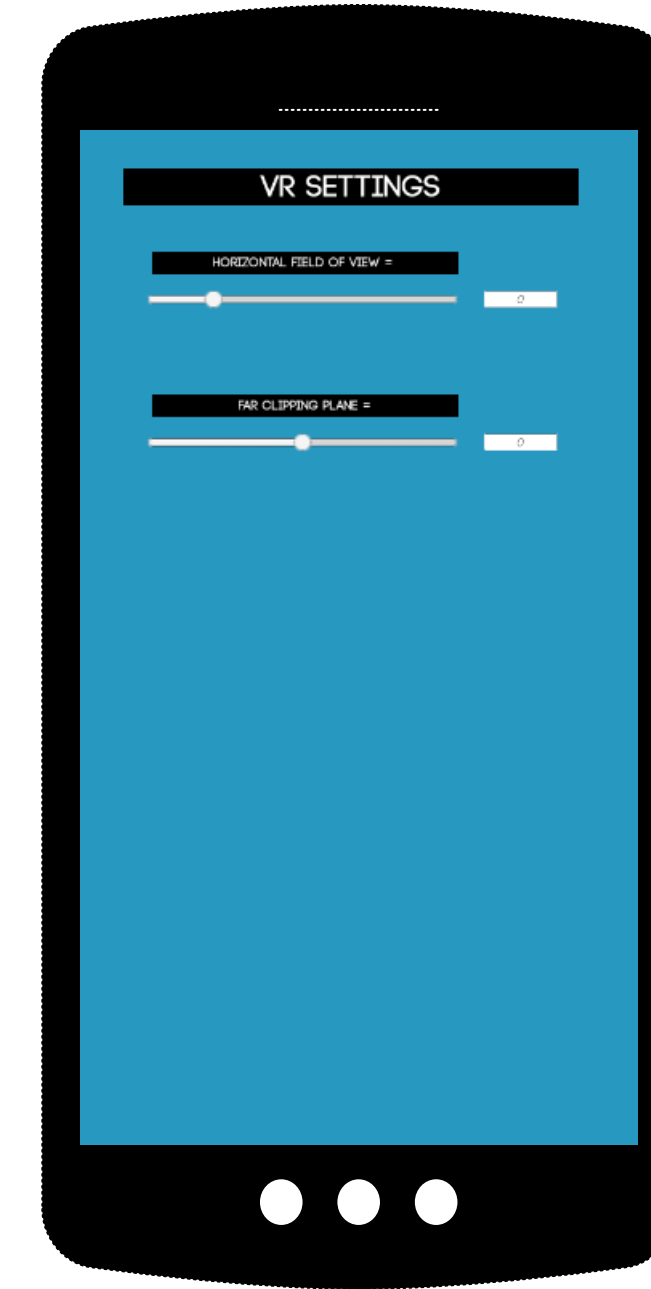 VR SETTINGS
HORIZONTAL FIELD OF VIEW =
0
FAR CLIPPING PLANE =
0